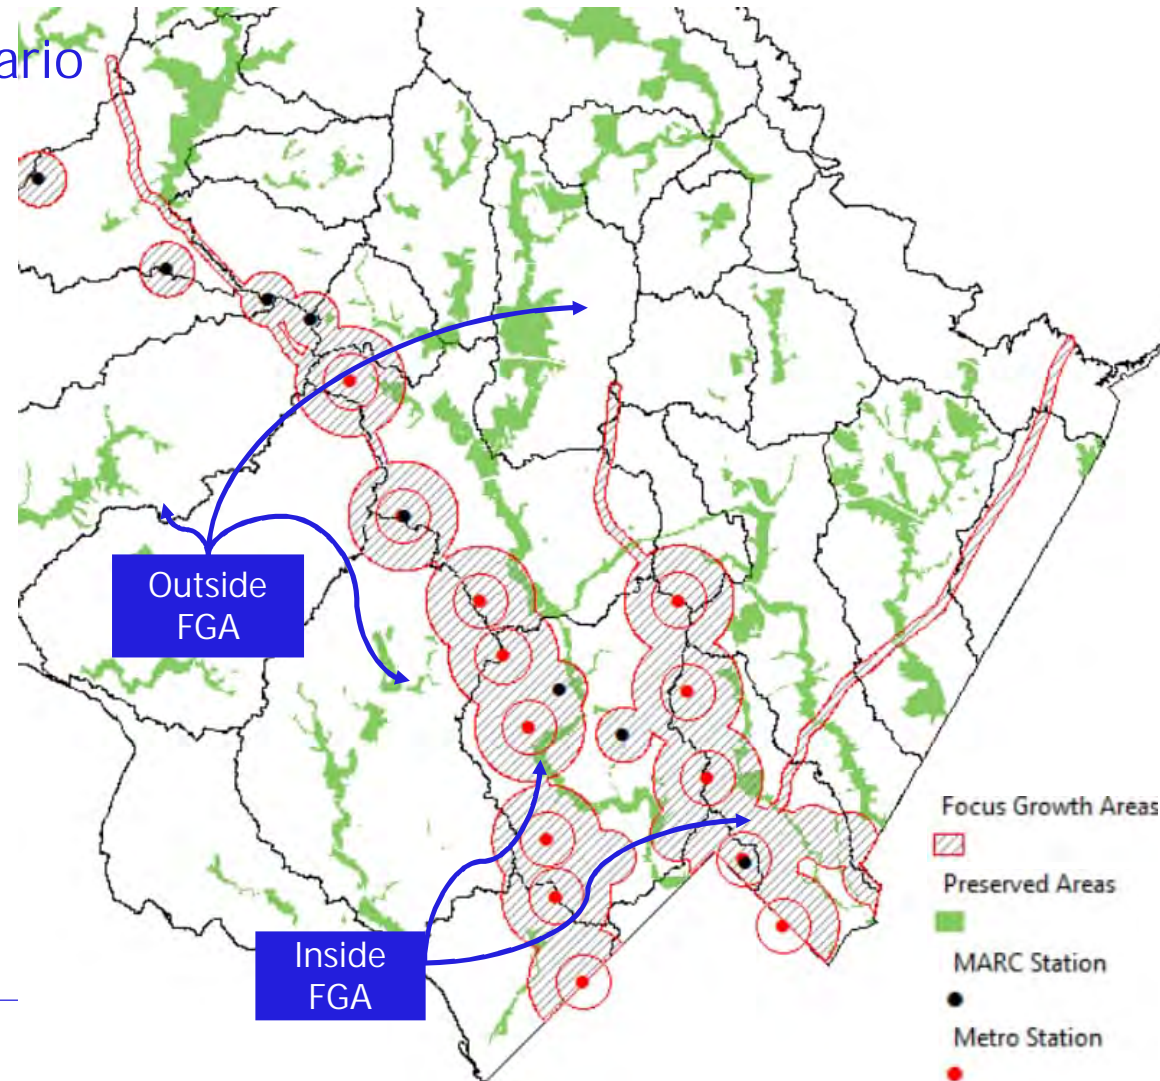 ario
Outside
FGA
Inside
FGA
Focus Growth Areas
Preserved Areas
MARC Station
Metro Station